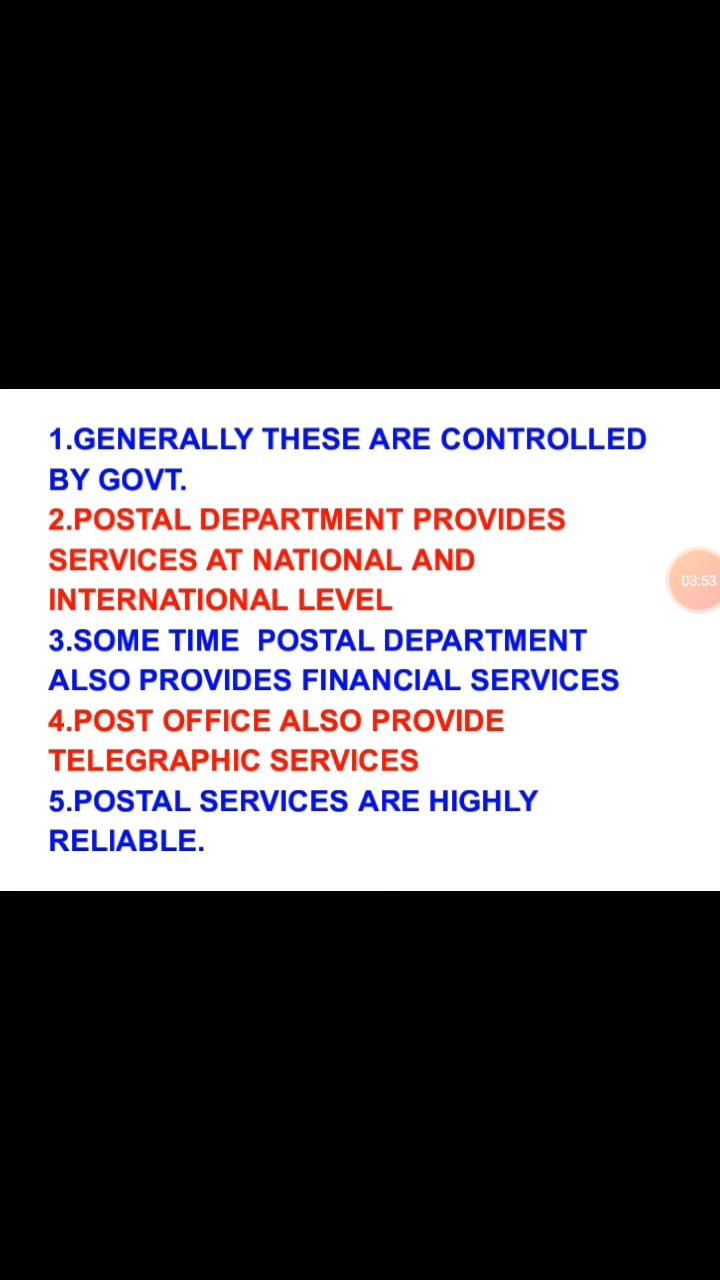 1.GENERALLY THESE ARE CONTROLLED
BY GOVT.
2.POSTAL DEPARTMENT PROVIDES
SERVICES AT NATIONAL AND
INTERNATIONAL LEVEL
03:53
3.SOME TIME  POSTAL DEPARTMENT
ALSO PROVIDES FINANCIAL SERVICES
4.POST OFFICE ALSO PROVIDE
TELEGRAPHIC SERVICES
5.POSTAL SERVICES ARE HIGHLY
RELIABLE.